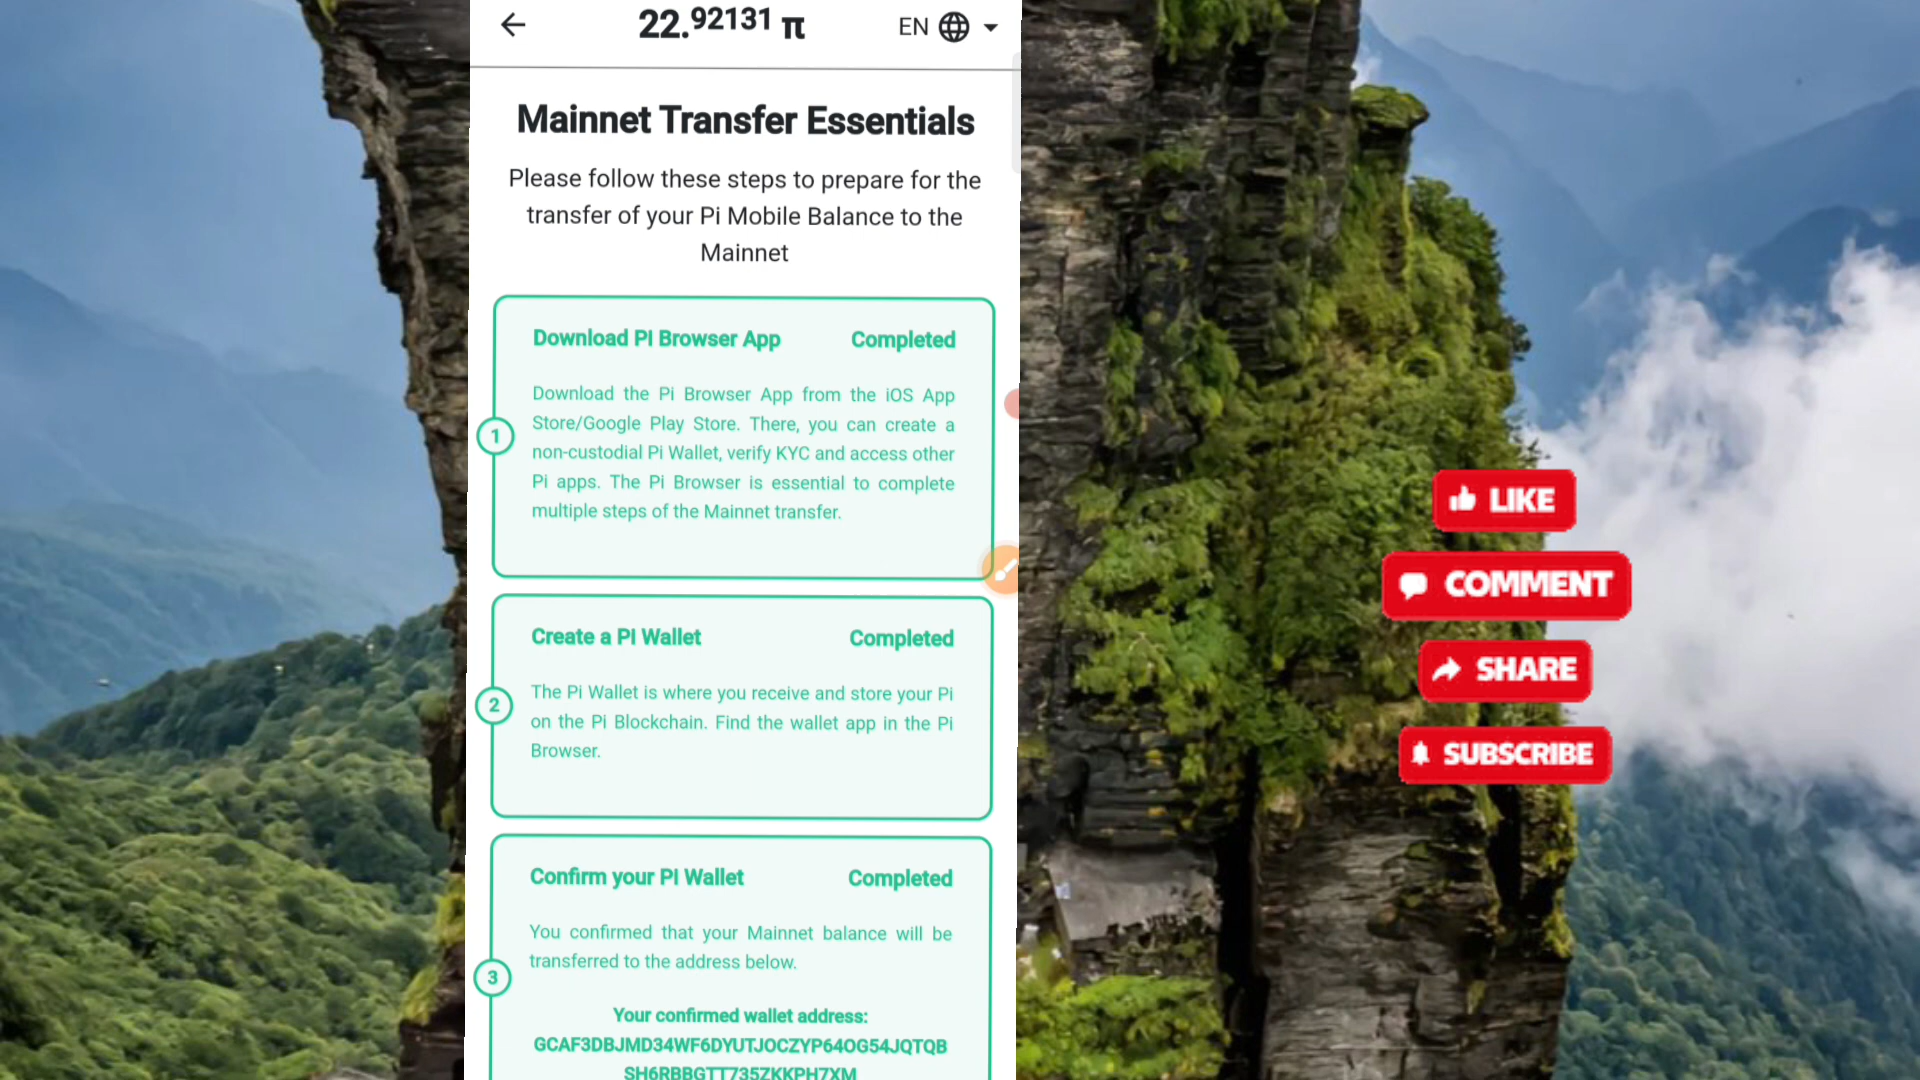 22.92131 π
EN
Mainnet Transfer Essentials
Please follow these steps to prepare for the
transfer of your Pi Mobile Balance to the
Mainnet
Download PI Browser App
Completed
Download the Pi Browser App from the iOS App
Store/Google Play Store. There, you can create a
non-custodial Pi Wallet, verify KYC and access other
Pi apps. The Pi Browser is essential to complete
multiple steps of the Mainnet transfer.
1
Create a PI Wallet
Completed
The Pi Wallet is where you receive and store your Pi
on the Pi Blockchain. Find the wallet app in the Pi
Browser.
2
Confirm your PI Wallet
Completed
You confirmed that your Mainnet balance will be
transferred to the address below.
3
Your confirmed wallet address:
GCAF3DBJMD34WF6DYUTJOCZYP64OG54JQTQB
SH6RBBGTT735ZKKPH7XM
LIKE
COMMENT
SHARE
SUBSCRIBE